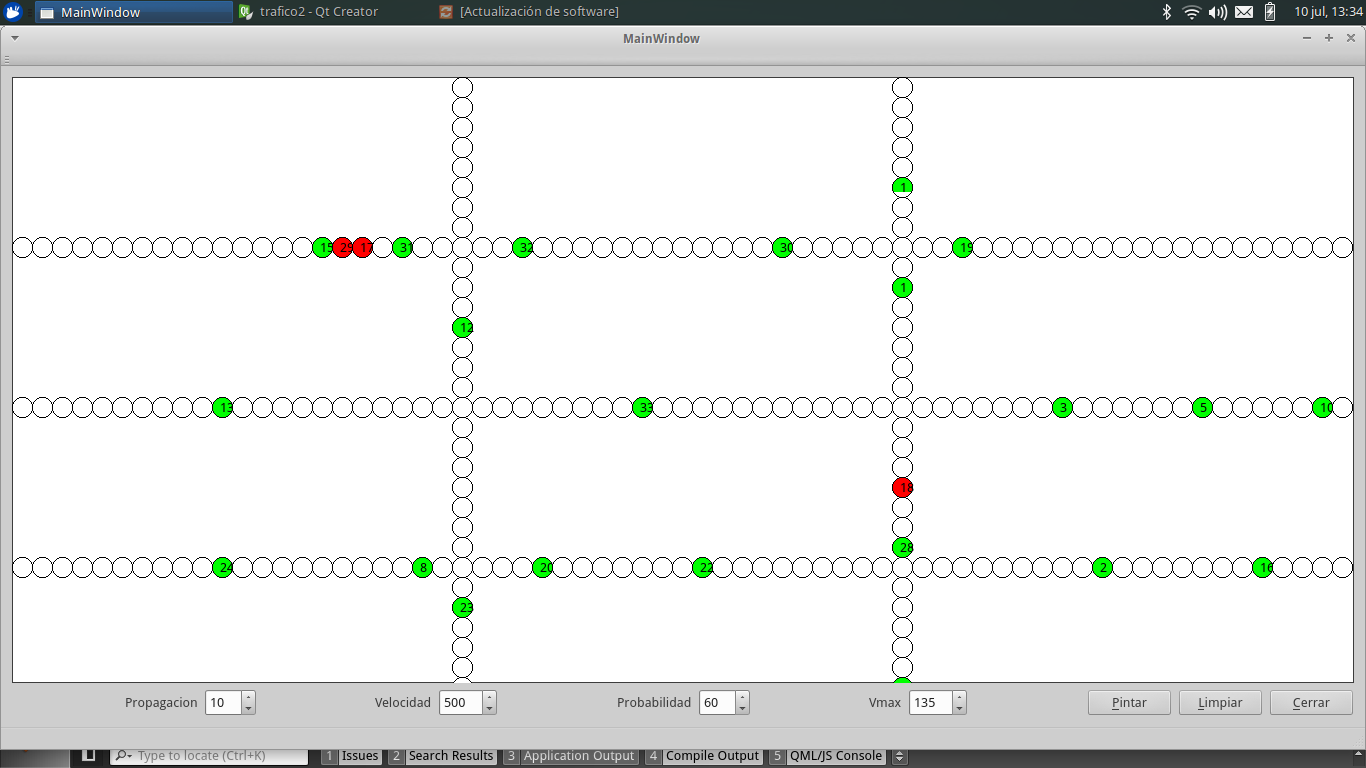 MainWindow trafico2 - Qt Creator [Actualización de software] 10 jul, 13:34
MainWindow
1
15 29 31 32 30 19
1
12
13 33 3 5 10
18
28
24 8 20 22 2 16
23
Propagacion 10 Velocidad 500 Probabilidad 60 Vmax 135 Pintar Limpiar Cerrar
Type to locate (Ctrl+K) 1 Issues 2 Search Results 3 Application Output 4 Compile Output 5 QML/JS Console